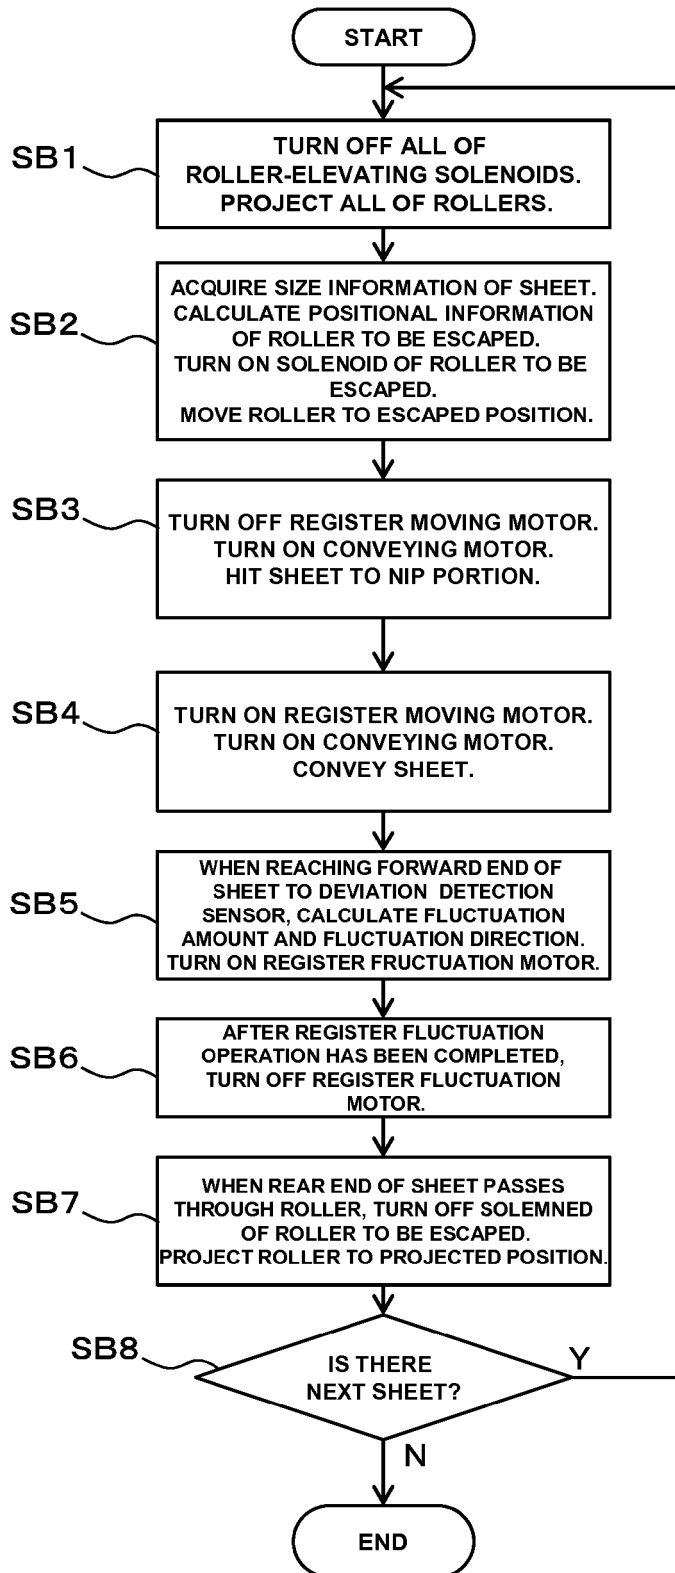 START
SB1
TURN OFF ALL OF
ROLLER-ELEVATING SOLENOIDS.
PROJECT ALL OF ROLLERS.
SB2
ACQUIRE SIZE INFORMATION OF SHEET.
CALCULATE POSITIONAL INFORMATION
OF ROLLER TO BE ESCAPED.
TURN ON SOLENOID OF ROLLER TO BE
ESCAPED.
MOVE ROLLER TO ESCAPED POSITION.
SB3
TURN OFF REGISTER MOVING MOTOR.
TURN ON CONVEYING MOTOR.
HIT SHEET TO NIP PORTION.
SB4
TURN ON REGISTER MOVING MOTOR.
TURN ON CONVEYING MOTOR.
CONVEY SHEET.
SB5
WHEN REACHING FORWARD END OF
SHEET TO DEVIATION DETECTION
SENSOR, CALCULATE FLUCTUATION
AMOUNT AND FLUCTUATION DIRECTION.
TURN ON REGISTER FRUCTUATION MOTOR.
SB6
AFTER REGISTER FLUCTUATION
OPERATION HAS BEEN COMPLETED,
TURN OFF REGISTER FLUCTUATION
MOTOR.
SB7
WHEN REAR END OF SHEET PASSES
THROUGH ROLLER, TURN OFF SOLEMNED
OF ROLLER TO BE ESCAPED.
PROJECT ROLLER TO PROJECTED POSITION.
SB8
IS THERE
NEXT SHEET?
Y
N
END